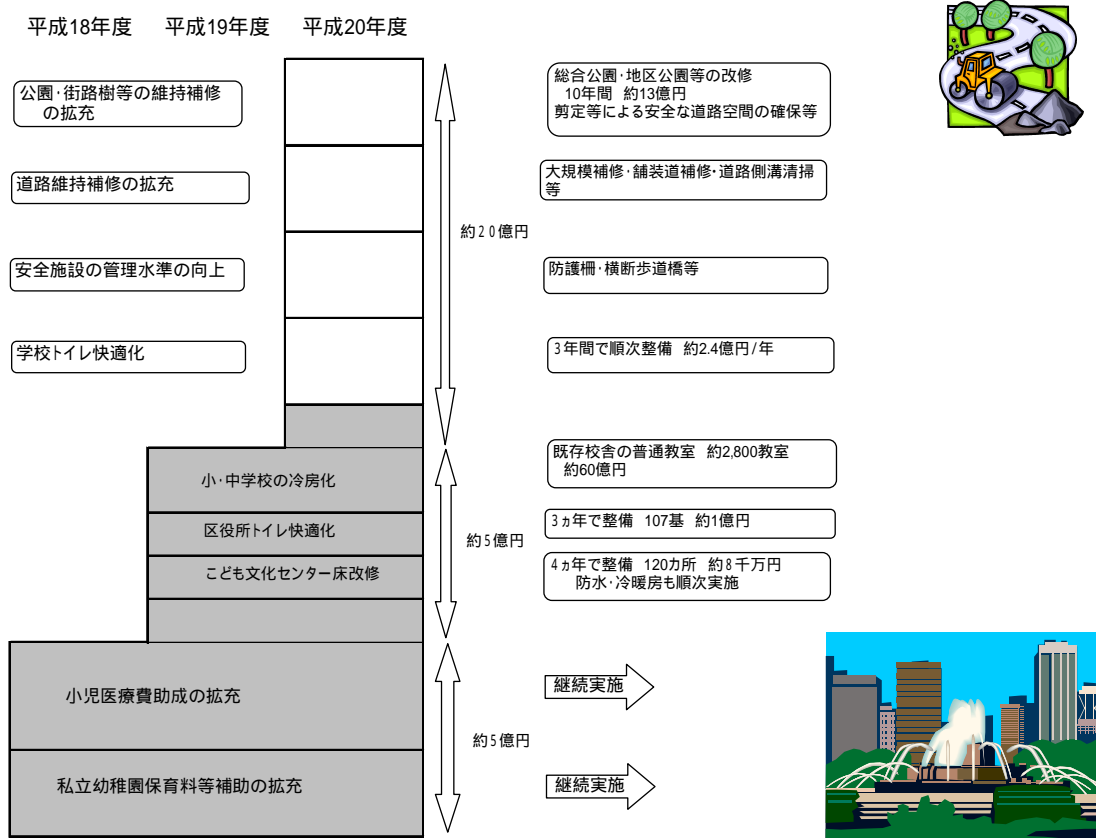 平成18年度 平成19年度 平成20年度
公園・街路樹等の維持補修
の拡充
総合公園・地区公園等の改修
10年間 約13億円
剪定等による安全な道路空間の確保等
道路維持補修の拡充
大規模補修・舗装道補修・道路側溝清掃
等
約20億円
安全施設の管理水準の向上
防護柵・横断歩道橋等
学校トイレ快適化
3年間で順次整備 約2.4億円/年
小・中学校の冷房化
既存校舎の普通教室 約2,800教室
約60億円
区役所トイレ快適化
3ヵ年で整備 107基 約1億円
約5億円
こども文化センター床改修
4ヵ年で整備 120カ所 約8千万円
防水・冷暖房も順次実施
小児医療費助成の拡充
継続実施
約5億円
私立幼稚園保育料等補助の拡充
継続実施